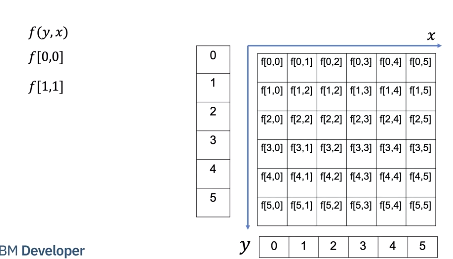 f(y, x)
f[0,0]
f[1,1]
x
0
1
2
3
4
5
f[0,0] f[0,1] f[0,2] f[0,3] f[0,4] f[0,5]
f[1,0] f[1,2] f[1,2] f[1,3] f[1,4] f[1,5]
f[2,0] f[2,2] f[2,2] f[2,3] f[2,4] f[2,5]
f[3,0] f[3,1] f[3,2] f[3,3] f[3,4] f[3,5]
f[4,0] f[4,1] f[4,2] f[4,3] f[4,4] f[4,5]
f[5,0] f[5,1] f[5,2] f[5,3] f[5,4] f[5,5]
y 0 1 2 3 4 5
BM Developer